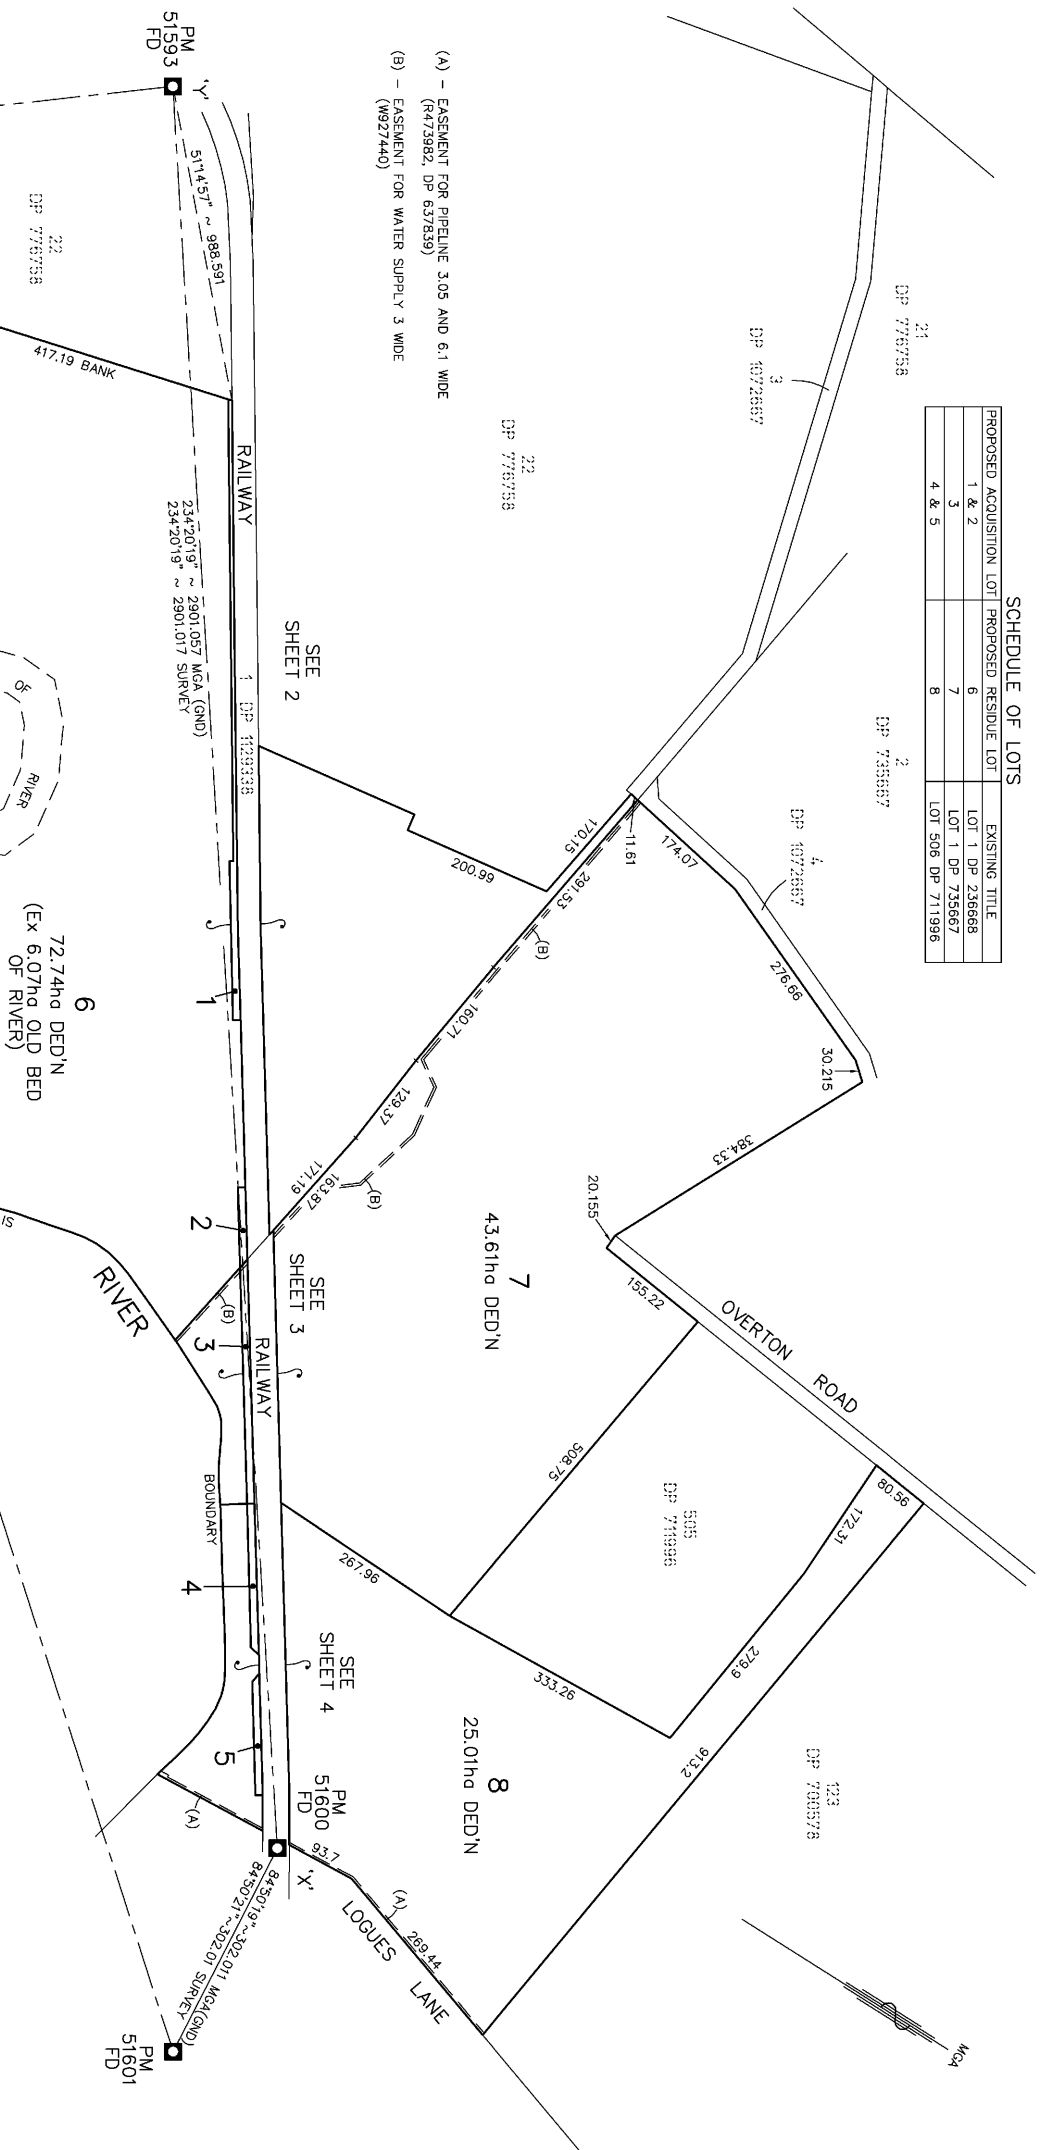 SCHEDULE OF LOTS
PROPOSED ACQUISITION LOT PROPOSED RESIDUE LOT EXISTING TITLE
1 & 2 6 LOT 1 DP 236668
3 7 LOT 1 DP 735667
4 & 5 8 LOT 506 DP 711996
(A) - EASEMENT FOR PIPELINE 3.05 AND 6.1 WIDE
(R473982, DP 637839)
(B) - EASEMENT FOR WATER SUPPLY 3 WIDE
(W927440)
21
DP 776758
3
DP 1072667
22
DP 776758
2
DP 735667
4
DP 1072667
505
DP 711996
123
DP 700578
MGA
174.07
276.66
30.215
384.33
20.155
155.22
OVERTON
ROAD
80.56
172.31
279.9
913.2
508.75
333.26
267.96
11.61
170.15
291.53
200.99
(B)
160.71
129.37
171.19
163.87
(B)
7
43.61ha DED'N
8
25.01ha DED'N
SEE
SHEET 2
SEE
SHEET 3
SEE
SHEET 4
RAILWAY
1 DP 1129338
RAILWAY
PM
51593
FD
'Y'
51°14'57" ~ 988.591
234°20'19" ~ 2901.057 MGA (GND)
234°20'19" ~ 2901.017 SURVEY
22
DP 776758
417.19 BANK
OF
RIVER
6
72.74ha DED'N
(Ex 6.07ha OLD BED
OF RIVER)
1
2
3
4
5
(B)
RIVER
IS
BOUNDARY
(A)
PM
51600
FD
'X'
93.7
(A)
269.44
LOGUES
LANE
84°50'19"~302.011 MGA(GND)
84°50'21"~302.01 SURVEY
PM
51601
FD